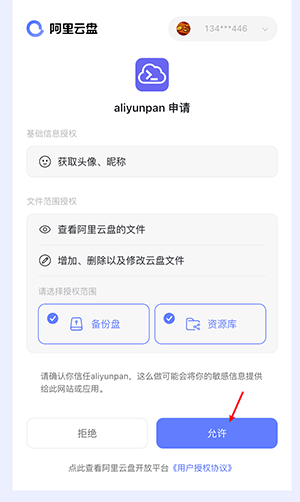 阿里云盘
134***446
aliyunpan 申请
基础信息授权
获取头像、昵称
文件范围授权
查看阿里云盘的文件
增加、删除以及修改云盘文件
请选择授权范围
备份盘
资源库
请确认你信任aliyunpan，这么做可能会将你的敏感信息提供
给此网站或应用。
拒绝
允许
点此查看阿里云盘开放平台《用户授权协议》